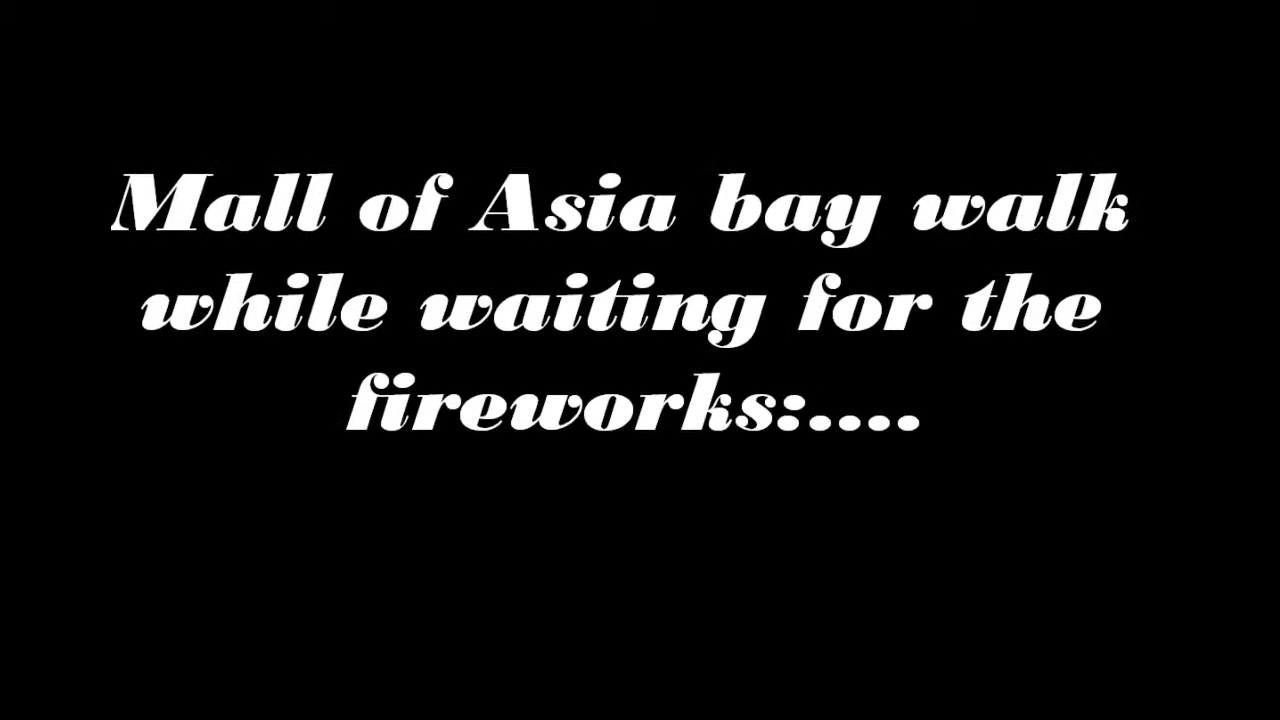 Mall of Asia bay walk
while waiting for the
fireworks:....